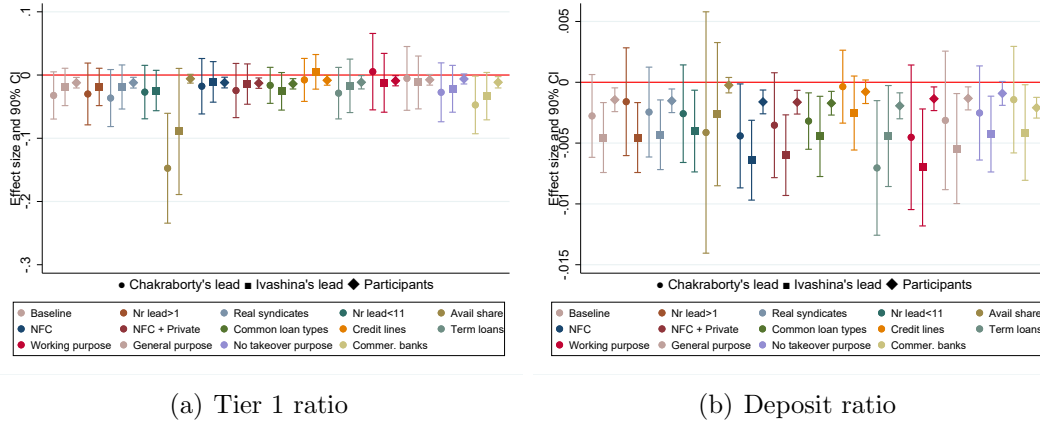 .1
0
-.1
-.2
-.3
Effect size and 90% CI
● Chakraborty's lead ■ Ivashina's lead ◆ Participants
Baseline Nr lead>1 Real syndicates Nr lead<11 Avail share
NFC NFC + Private Common loan types Credit lines Term loans
Working purpose General purpose No takeover purpose Commer. banks
(a) Tier 1 ratio
.005
0
-.005
-.01
-.015
Effect size and 90% CI
● Chakraborty's lead ■ Ivashina's lead ◆ Participants
Baseline Nr lead>1 Real syndicates Nr lead<11 Avail share
NFC NFC + Private Common loan types Credit lines Term loans
Working purpose General purpose No takeover purpose Commer. banks
(b) Deposit ratio